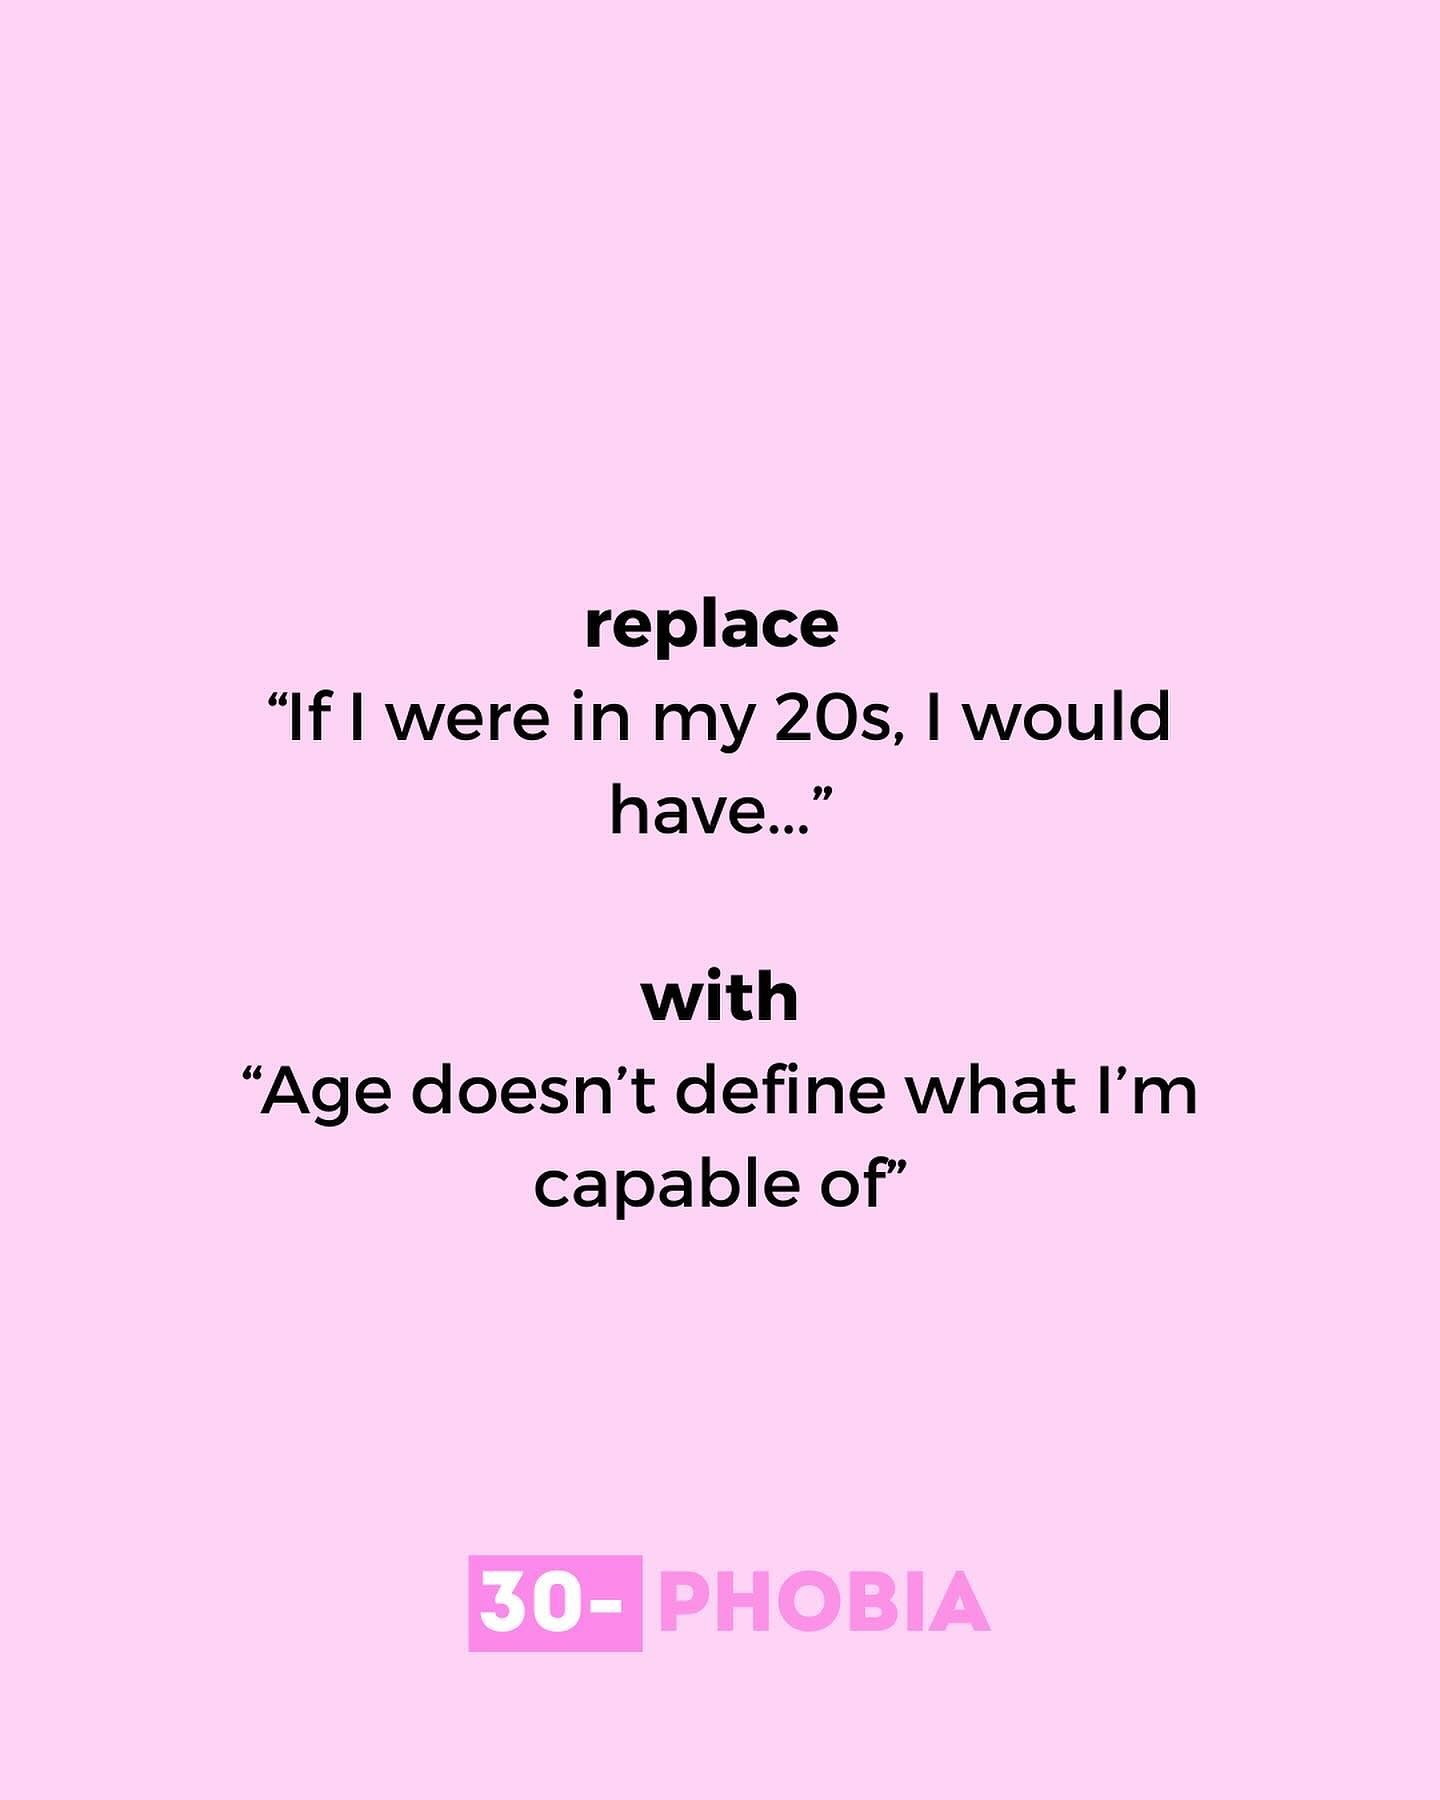 replace
“If I were in my 20s, I would
have...”
with
“Age doesn’t define what I’m
capable of”
30- PHOBIA